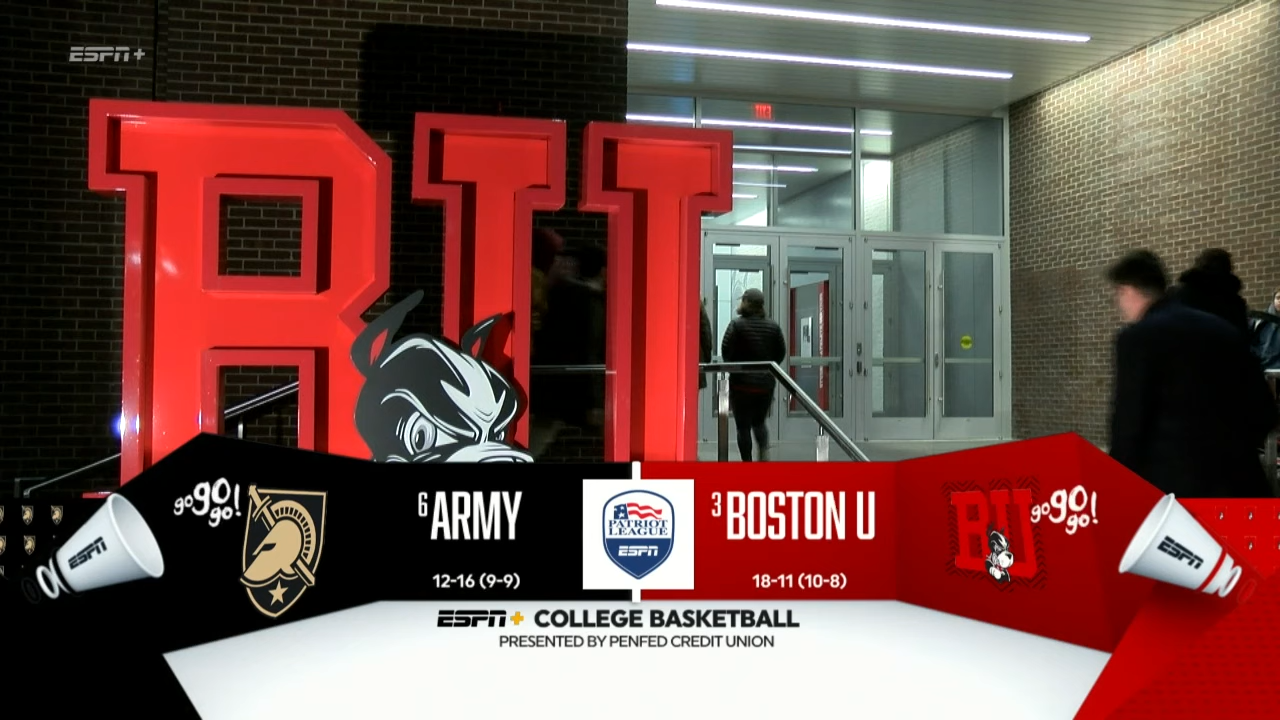 ESPN+
BU
EXIT
go go go!
6 ARMY
12-16 (9-9)
PATRIOT
LEAGUE
ESPN
3 BOSTON U
18-11 (10-8)
BU
go go go!
ESPN
ESPN
ESPN+ COLLEGE BASKETBALL
PRESENTED BY PENFED CREDIT UNION